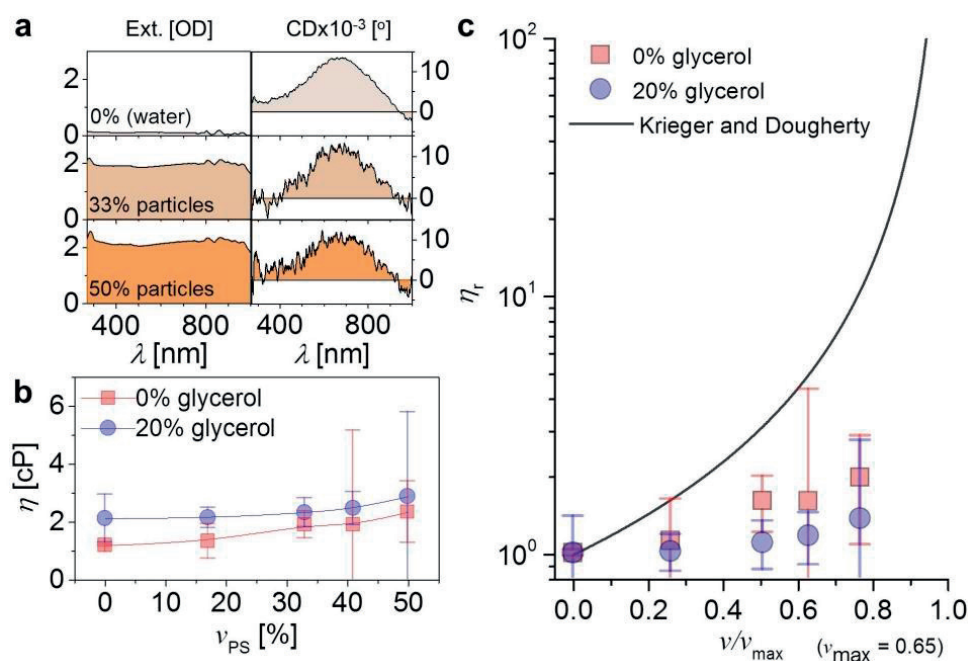 a
Ext. [OD]
CDx10⁻³ [º]
2
0
0% (water)
10
0
2
0
33% particles
10
0
2
0
50% particles
10
0
400 800
400 800
λ [nm]
λ [nm]
b
0% glycerol
20% glycerol
6
4
2
0
η [cP]
0 10 20 30 40 50
v_PS [%]
c
0% glycerol
20% glycerol
Krieger and Dougherty
10²
10¹
10⁰
η_r
0.0 0.2 0.4 0.6 0.8 1.0
v/v_max (v_max = 0.65)